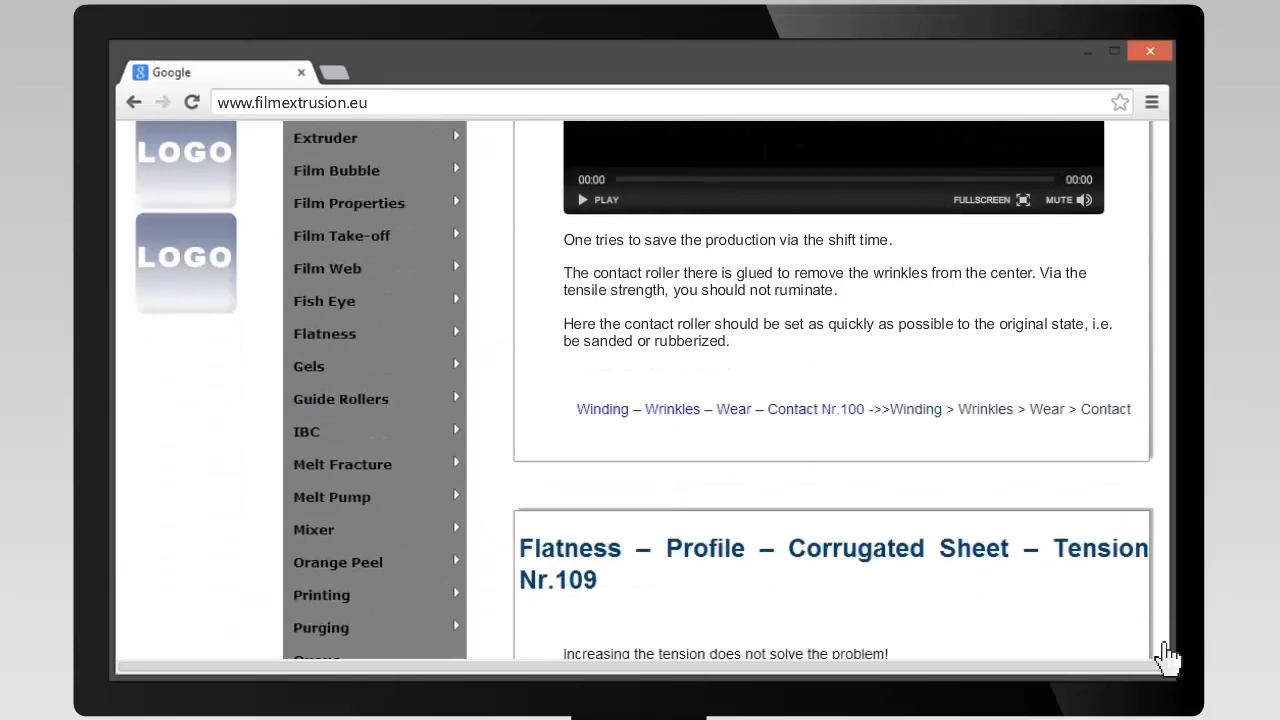 Google
www.filmextrusion.eu
LOGO
LOGO
Extruder
Film Bubble
Film Properties
Film Take-off
Film Web
Fish Eye
Flatness
Gels
Guide Rollers
IBC
Melt Fracture
Melt Pump
Mixer
Orange Peel
Printing
Purging
00:00
00:00
PLAY
FULLSCREEN
MUTE
One tries to save the production via the shift time.
The contact roller there is glued to remove the wrinkles from the center. Via the
tensile strength, you should not ruminate.
Here the contact roller should be set as quickly as possible to the original state, i.e.
be sanded or rubberized.
Winding – Wrinkles – Wear – Contact Nr.100 ->>Winding > Wrinkles > Wear > Contact
Flatness – Profile – Corrugated Sheet – Tension
Nr.109
Increasing the tension does not solve the problem!